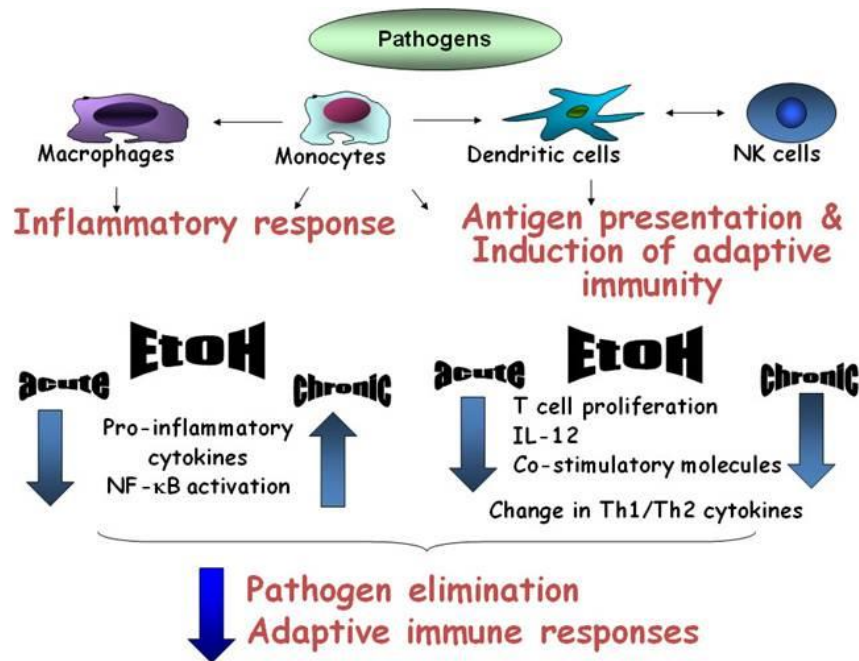 Pathogens
Macrophages
Monocytes
Dendritic cells
NK cells
Inflammatory response
Antigen presentation &
Induction of adaptive
immunity
EtOH
acute
chronic
Pro-inflammatory
cytokines
NF-κB activation
EtOH
acute
chronic
T cell proliferation
IL-12
Co-stimulatory molecules
Change in Th1/Th2 cytokines
Pathogen elimination
Adaptive immune responses